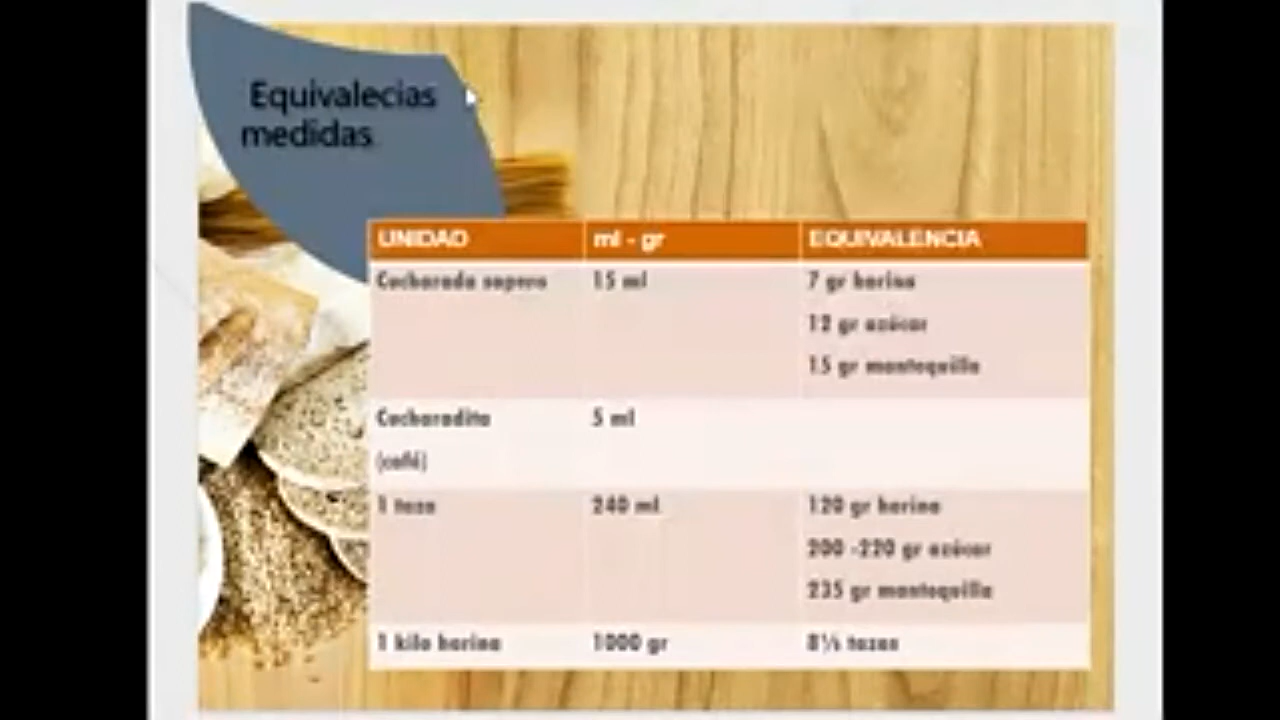 Equivalecias
medidas.
UNIDAD ml - gr EQUIVALENCIA
Cucharada sopera 15 ml 7 gr harina
12 gr azúcar
15 gr mantequilla
Cucharadita 5 ml
(café)
1 taza 240 ml 120 gr harina
200 -220 gr azúcar
235 gr mantequilla
1 kilo harina 1000 gr tazas